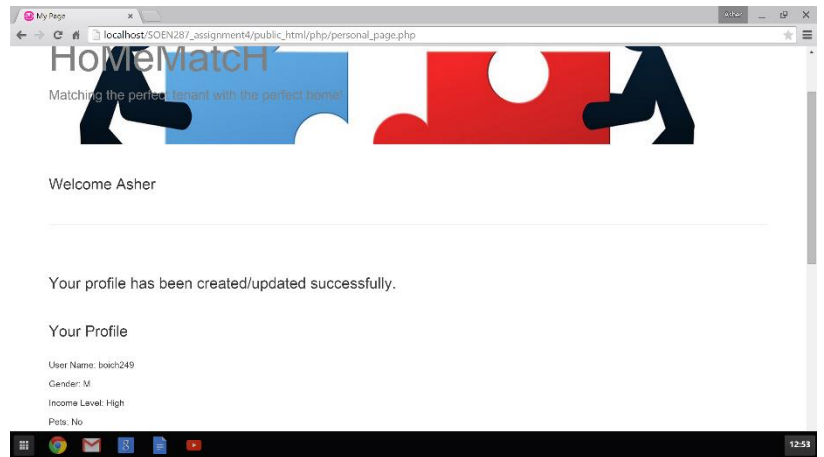 My Page
Asher
localhost/SOEN287_assignment4/public_html/php/personal_page.php
HoMeMatcH
Matching the perfect tenant with the perfect home!
Welcome Asher
Your profile has been created/updated successfully.
Your Profile
User Name: boich249
Gender: M
Income Level: High
Pets: No
8
12:53